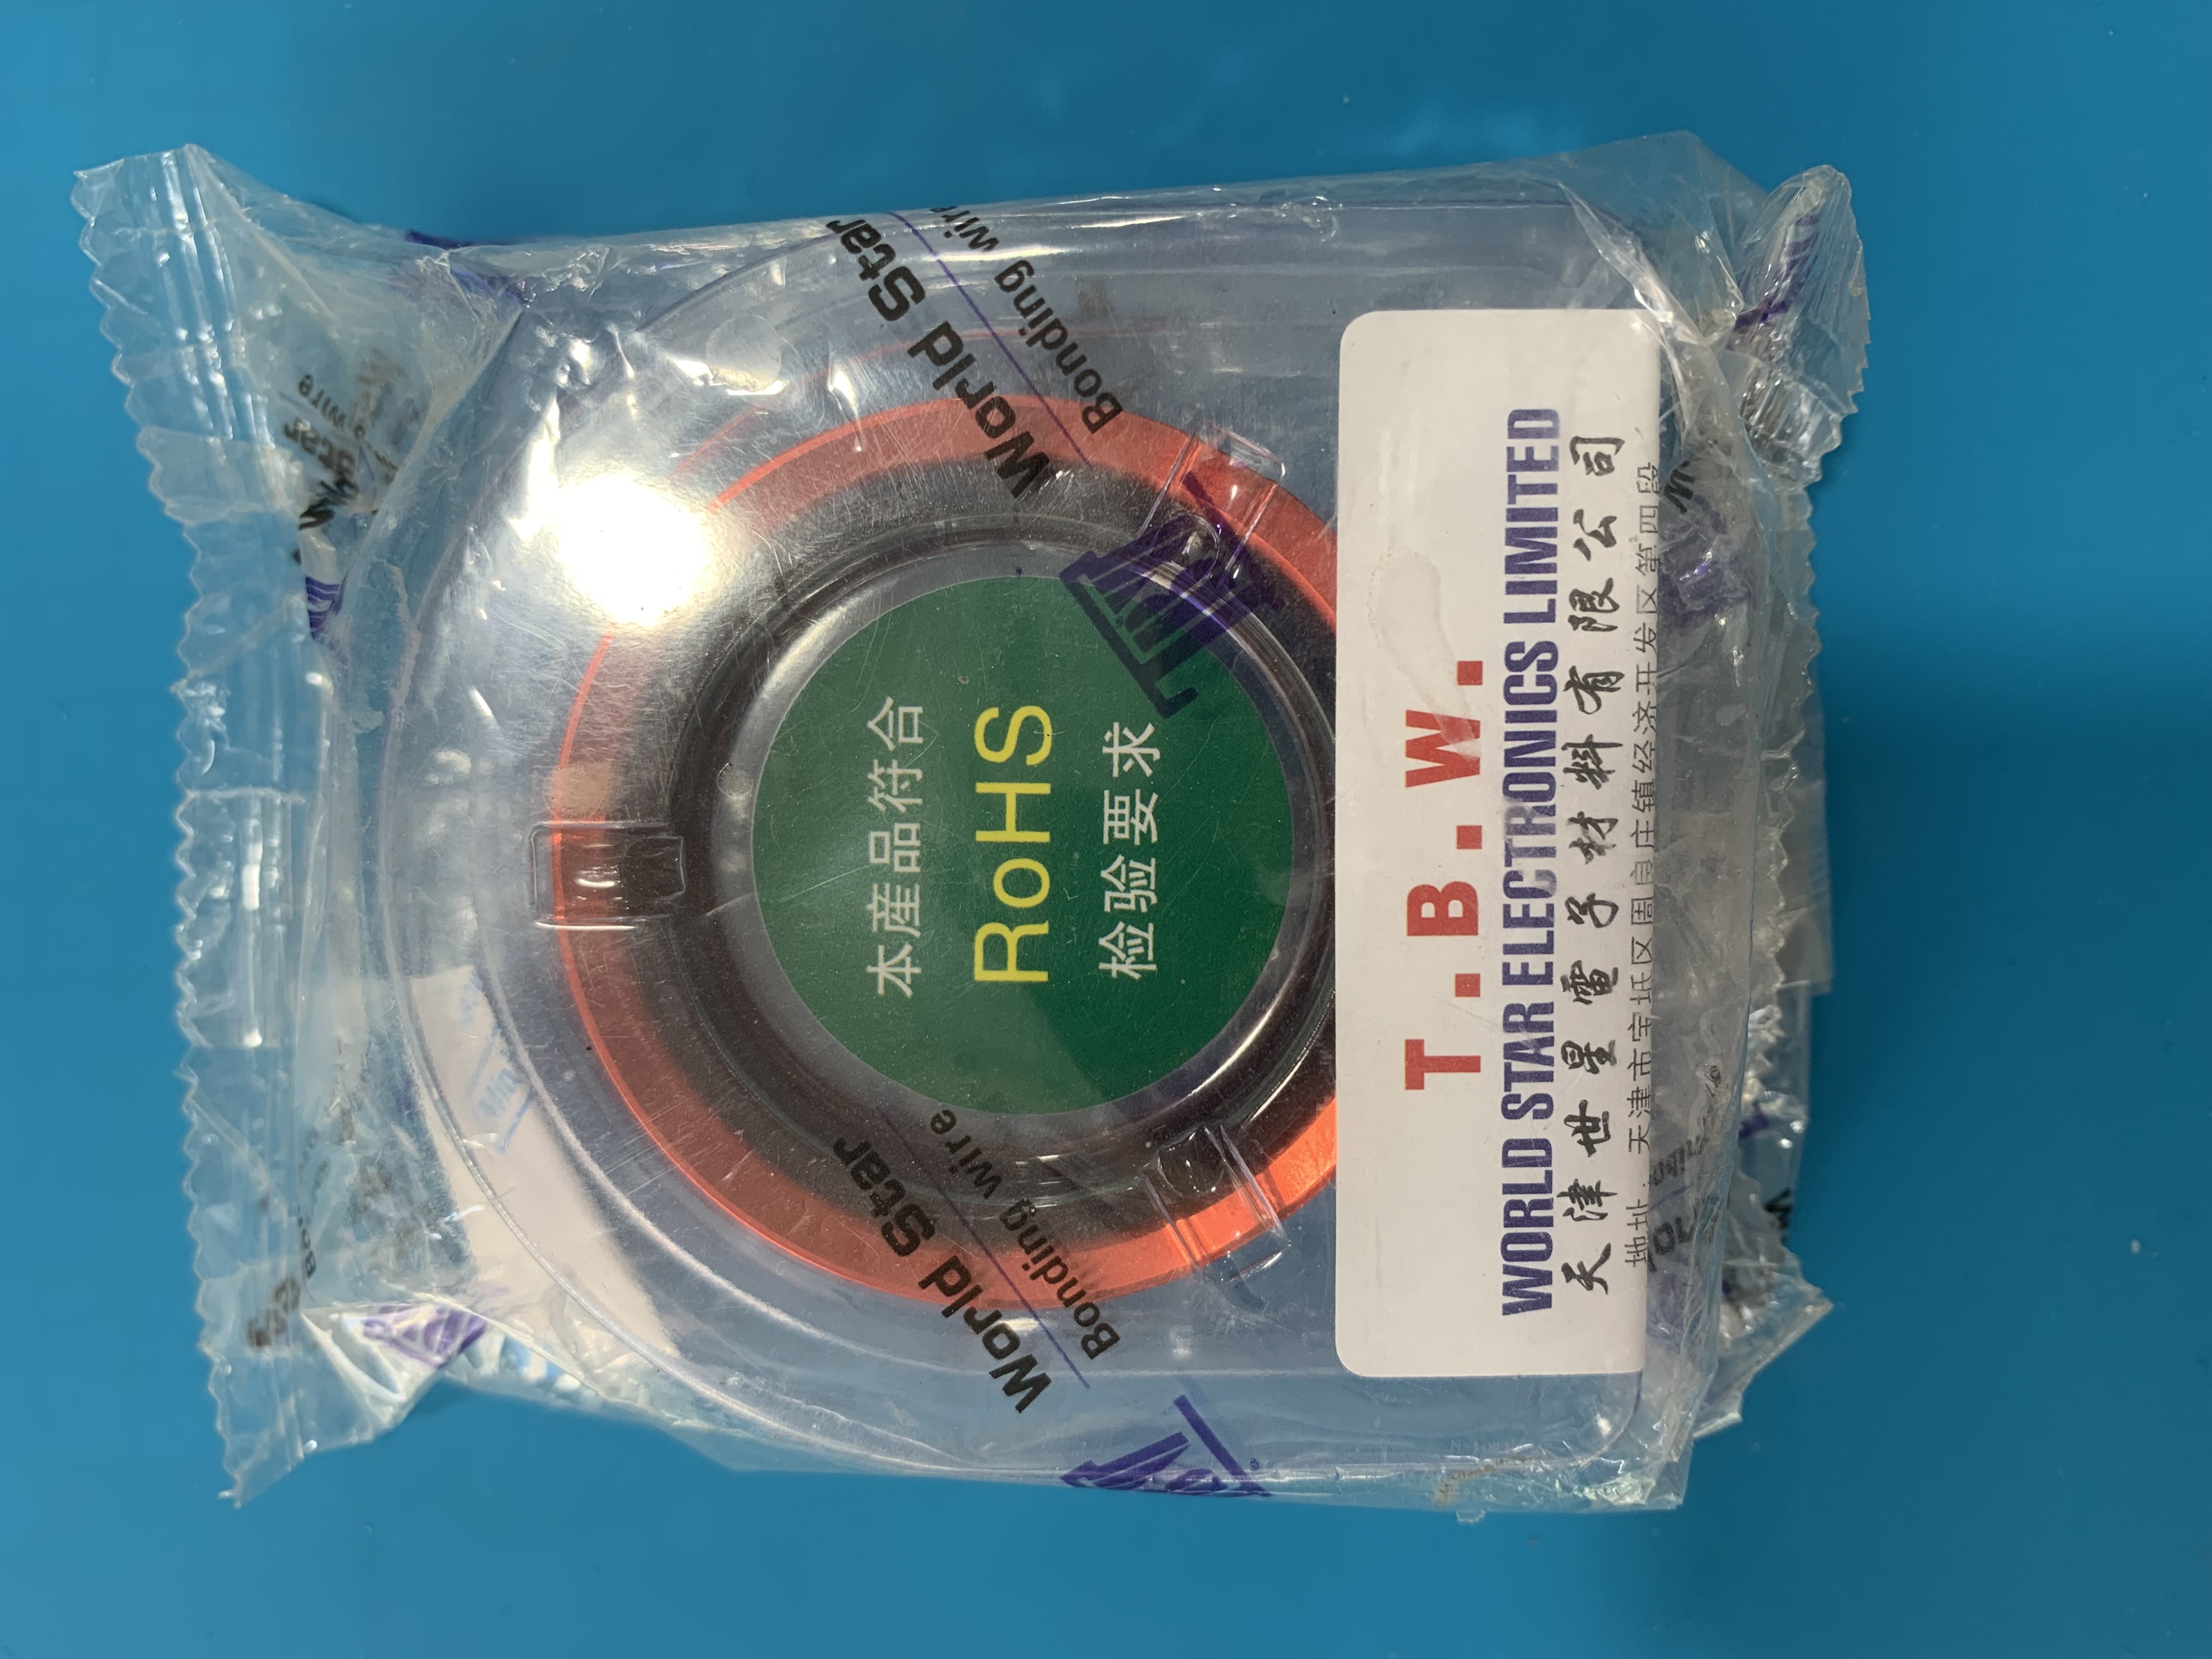 本産品符合
RoHS
检验要求
T.B.W.
WORLD STAR ELECTRONICS LIMITED
天津世星電子材料有限公司
地址:天津市宝坻区周良庄镇经济开发区第四段
World Star
Bonding wire
World Star
Bonding wire